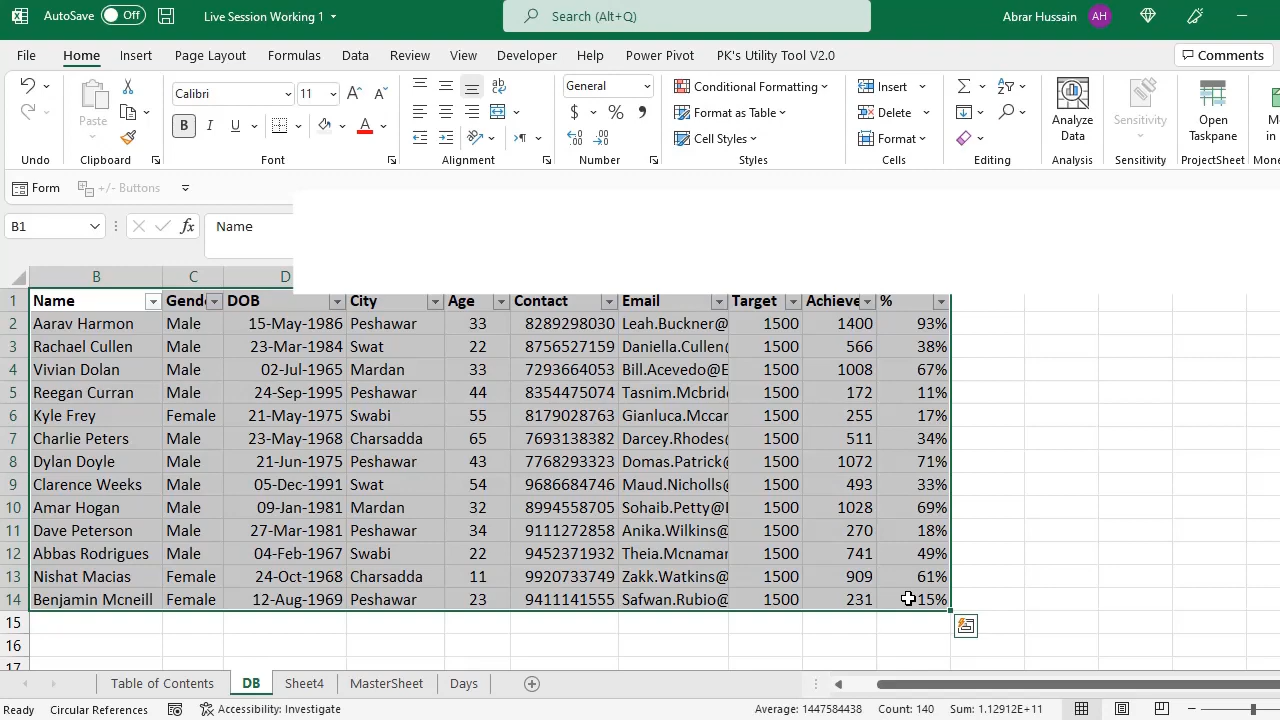 AutoSave Off Live Session Working 1 Search (Alt+Q) Abrar Hussain AH
File Home Insert Page Layout Formulas Data Review View Developer Help Power Pivot PK's Utility Tool V2.0 Comments
Calibri 11 General Conditional Formatting Insert
Paste B I U $ % Format as Table Delete Analyze Data Sensitivity Open Taskpane
Cell Styles Format
Undo Clipboard Font Alignment Number Styles Cells Editing Analysis Sensitivity ProjectSheet
Form +/- Buttons
B1 fx Name
B C D
1 Name Gend DOB City Age Contact Email Target Achieve %
2 Aarav Harmon Male 15-May-1986 Peshawar 33 8289298030 Leah.Buckner@ 1500 1400 93%
3 Rachael Cullen Male 23-Mar-1984 Swat 22 8756527159 Daniella.Cullen 1500 566 38%
4 Vivian Dolan Male 02-Jul-1965 Mardan 33 7293664053 Bill.Acevedo@E 1500 1008 67%
5 Reegan Curran Male 24-Sep-1995 Peshawar 44 8354475074 Tasnim.Mcbrid 1500 172 11%
6 Kyle Frey Female 21-May-1975 Swabi 55 8179028763 Gianluca.Mccar 1500 255 17%
7 Charlie Peters Male 23-May-1968 Charsadda 65 7693138382 Darcey.Rhodes 1500 511 34%
8 Dylan Doyle Male 21-Jun-1975 Peshawar 43 7768293323 Domas.Patrick 1500 1072 71%
9 Clarence Weeks Male 05-Dec-1991 Swat 54 9686684746 Maud.Nicholls 1500 493 33%
10 Amar Hogan Male 09-Jan-1981 Mardan 32 8994558705 Sohaib.Petty@ 1500 1028 69%
11 Dave Peterson Male 27-Mar-1981 Peshawar 34 9111272858 Anika.Wilkins@ 1500 270 18%
12 Abbas Rodrigues Male 04-Feb-1967 Swabi 22 9452371932 Theia.Mcnamar 1500 741 49%
13 Nishat Macias Female 24-Oct-1968 Charsadda 11 9920733749 Zakk.Watkins@ 1500 909 61%
14 Benjamin Mcneill Female 12-Aug-1969 Peshawar 23 9411141555 Safwan.Rubio@ 1500 231 15%
15
16
17
Table of Contents DB Sheet4 MasterSheet Days
Ready Circular References Accessibility: Investigate Average: 1447584438 Count: 140 Sum: 1.12912E+11